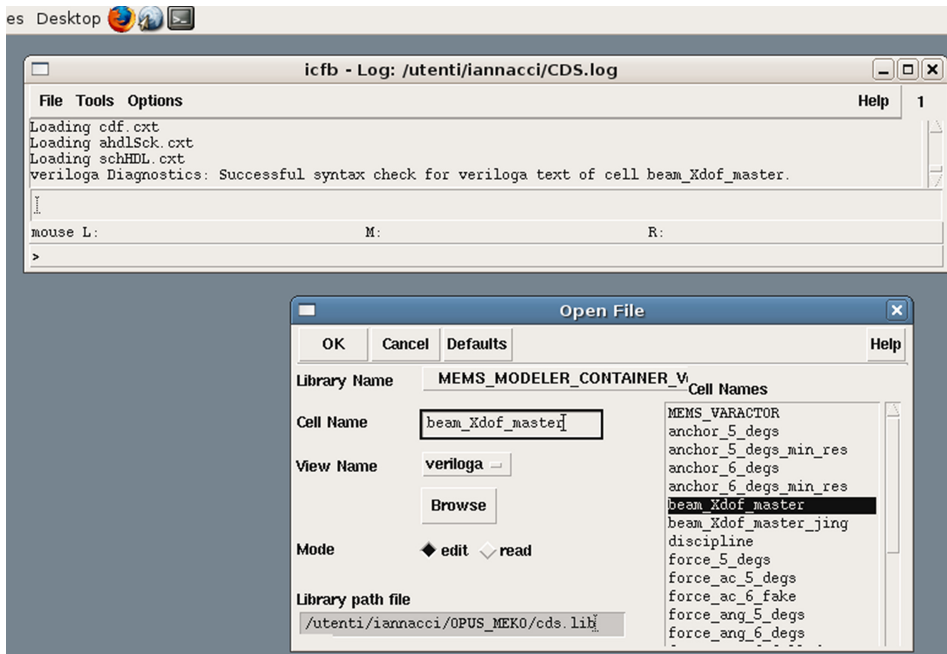 es Desktop
icfb - Log: /utenti/iannacci/CDS.log
File Tools Options Help 1
Loading cdf.cxt
Loading ahdlSck.cxt
Loading schHDL.cxt
veriloga Diagnostics: Successful syntax check for veriloga text of cell beam_Xdof_master.
mouse L: M: R:
>
Open File
OK Cancel Defaults Help
Library Name MEMS_MODELER_CONTAINER_V
Cell Name beam_Xdof_master
View Name veriloga
Browse
Mode edit read
Library path file
/utenti/iannacci/OPUS_MEKO/cds.lib
Cell Names
MEMS_VARACTOR
anchor_5_degs
anchor_5_degs_min_res
anchor_6_degs
anchor_6_degs_min_res
beam_Xdof_master
beam_Xdof_master_jing
discipline
force_5_degs
force_ac_5_degs
force_ac_6_fake
force_ang_5_degs
force_ang_6_degs